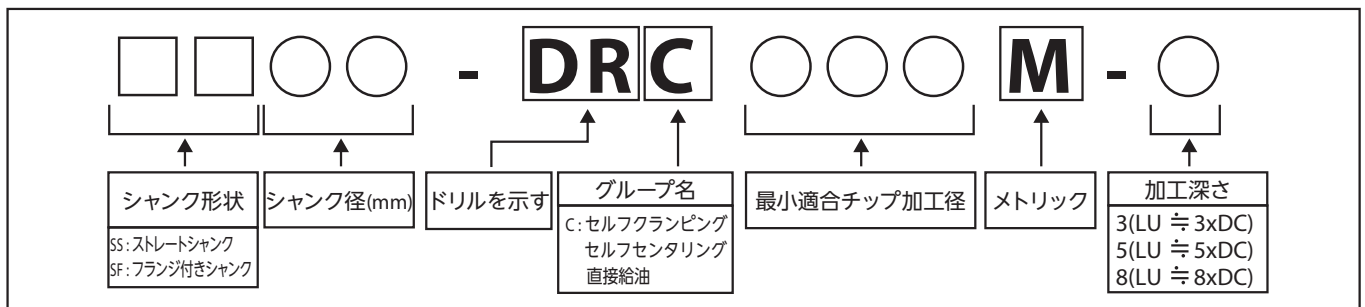 □□○○-DRC○○○M-○
シャンク形状
SS:ストレートシャンク
SF:フランジ付きシャンク
シャンク径(mm)
ドリルを示す
グループ名
C:セルフクランピング
セルフセンタリング
直接給油
最小適合チップ加工径
メトリック
加工深さ
3(LU ≒ 3xDC)
5(LU ≒ 5xDC)
8(LU ≒ 8xDC)